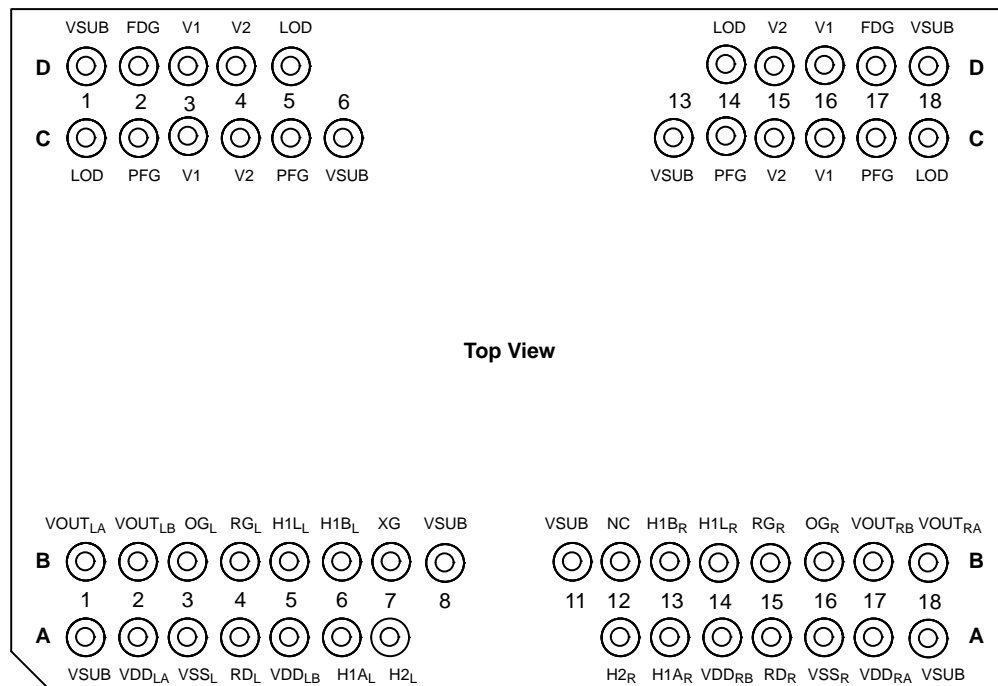 VSUB FDG V1 V2 LOD LOD V2 V1 FDG VSUB
D D
1 2 3 4 5 6 13 14 15 16 17 18
C C
LOD PFG V1 V2 PFG VSUB VSUB PFG V2 V1 PFG LOD
Top View
VOUTLA VOUTLB OGL RGL H1LL H1BL XG VSUB VSUB NC H1BR H1LR RGR OGR VOUTRB VOUTRA
B B
1 2 3 4 5 6 7 8 11 12 13 14 15 16 17 18
A A
VSUB VDDLA VSSL RDL VDDLB H1AL H2L H2R H1AR VDDRB RDR VSSR VDDRA VSUB